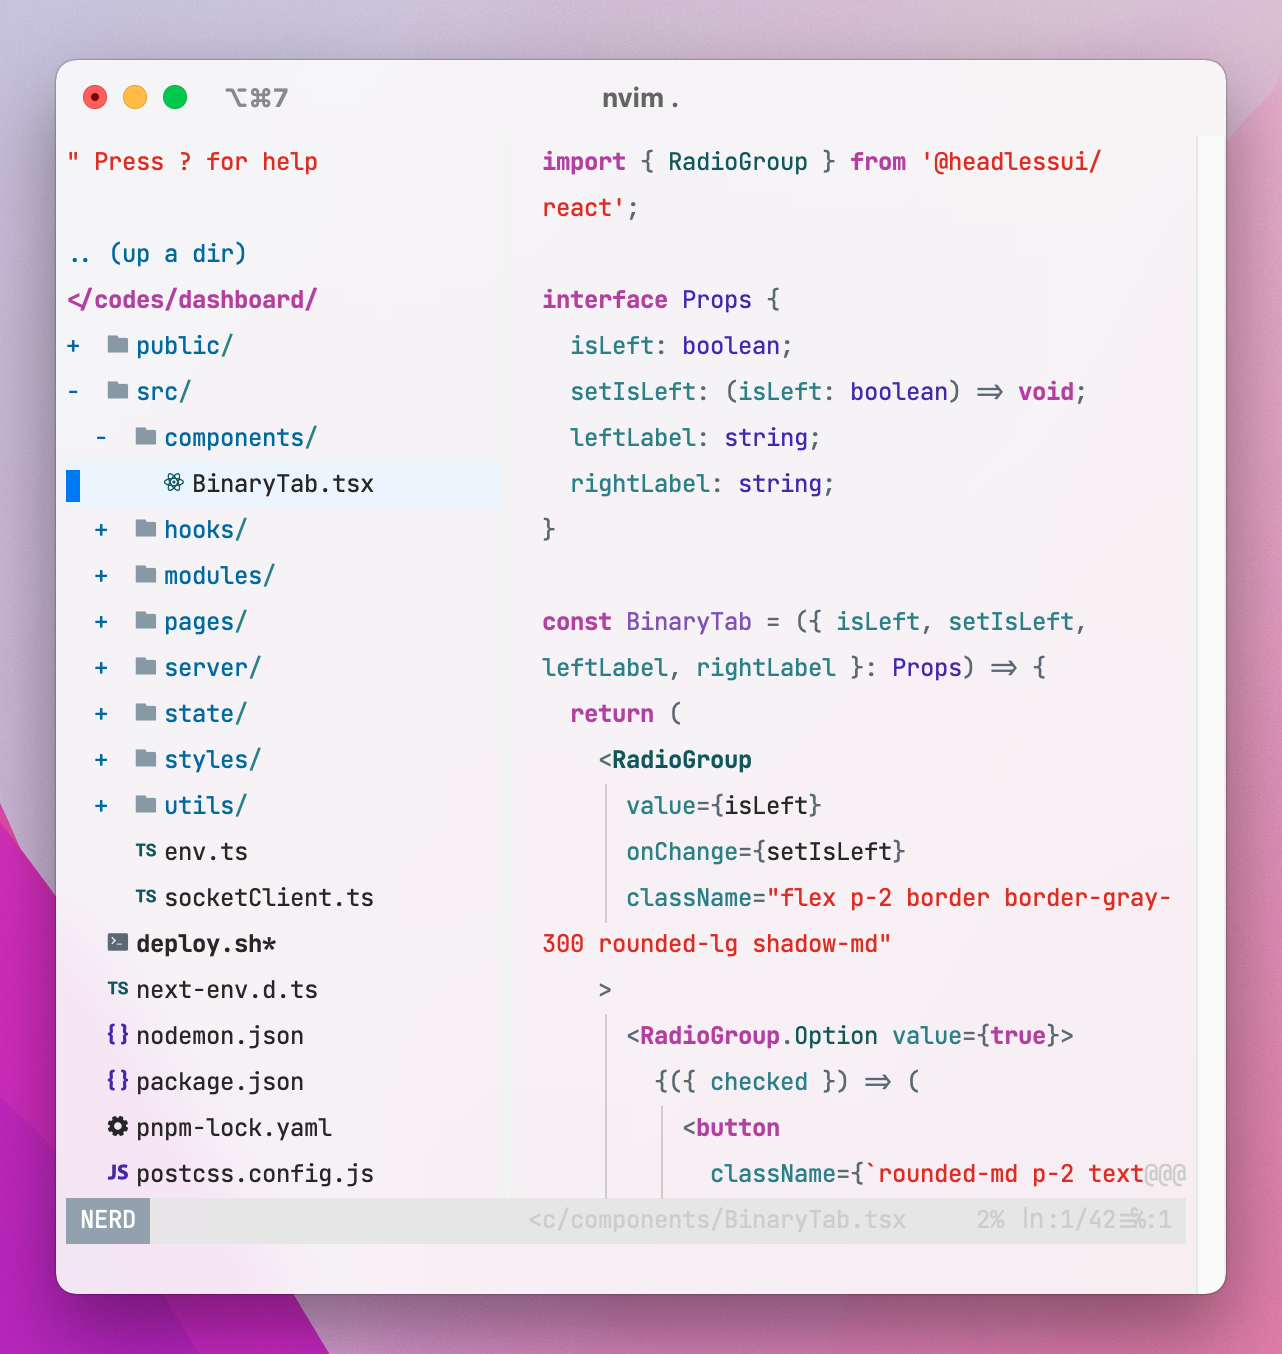 ⌥⌘7
nvim .
" Press ? for help
.. (up a dir)
</codes/dashboard/
+ public/
- src/
- components/
BinaryTab.tsx
+ hooks/
+ modules/
+ pages/
+ server/
+ state/
+ styles/
+ utils/
TS env.ts
TS socketClient.ts
deploy.sh*
TS next-env.d.ts
{} nodemon.json
{} package.json
pnpm-lock.yaml
JS postcss.config.js
import { RadioGroup } from '@headlessui/
react';
interface Props {
isLeft: boolean;
setIsLeft: (isLeft: boolean) => void;
leftLabel: string;
rightLabel: string;
}
const BinaryTab = ({ isLeft, setIsLeft,
leftLabel, rightLabel }: Props) => {
return (
<RadioGroup
value={isLeft}
onChange={setIsLeft}
className="flex p-2 border border-gray-
300 rounded-lg shadow-md"
>
<RadioGroup.Option value={true}>
{({ checked }) => (
<button
className={`rounded-md p-2 text@@@
NERD
<c/components/BinaryTab.tsx 2% ln:1/42 :1